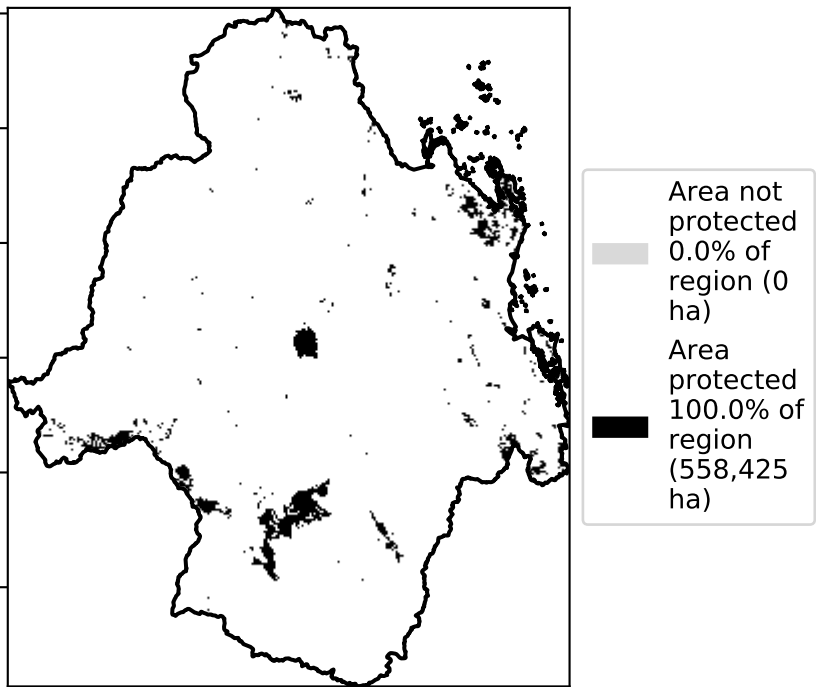 Area not
protected
0.0% of
region (0
ha)
Area
protected
100.0% of
region
(558,425
ha)